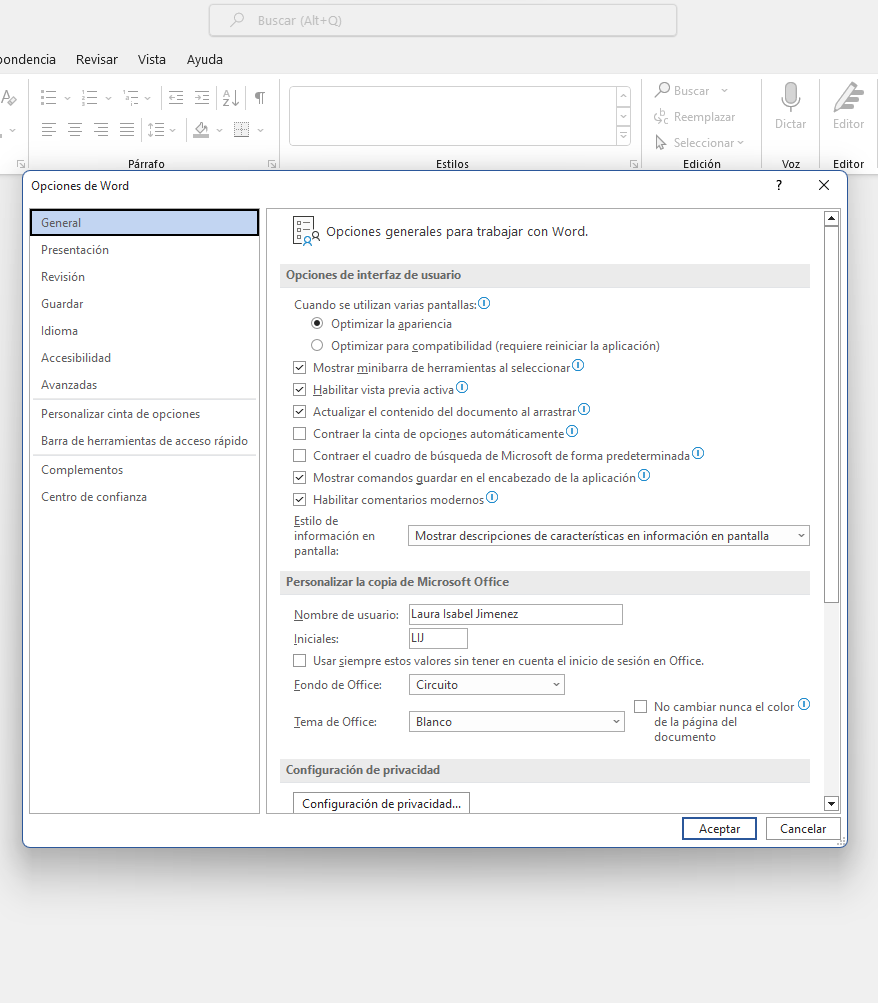 Buscar (Alt+Q)
pondencia Revisar Vista Ayuda
Buscar
Reemplazar
Seleccionar
Dictar
Editor
Párrafo
Estilos
Edición
Voz
Editor
Opciones de Word
?
General
Presentación
Revisión
Guardar
Idioma
Accesibilidad
Avanzadas
Personalizar cinta de opciones
Barra de herramientas de acceso rápido
Complementos
Centro de confianza
Opciones generales para trabajar con Word.
Opciones de interfaz de usuario
Cuando se utilizan varias pantallas:
Optimizar la apariencia
Optimizar para compatibilidad (requiere reiniciar la aplicación)
Mostrar minibarra de herramientas al seleccionar
Habilitar vista previa activa
Actualizar el contenido del documento al arrastrar
Contraer la cinta de opciones automáticamente
Contraer el cuadro de búsqueda de Microsoft de forma predeterminada
Mostrar comandos guardar en el encabezado de la aplicación
Habilitar comentarios modernos
Estilo de
información en
pantalla:
Mostrar descripciones de características en información en pantalla
Personalizar la copia de Microsoft Office
Nombre de usuario: Laura Isabel Jimenez
Iniciales: LIJ
Usar siempre estos valores sin tener en cuenta el inicio de sesión en Office.
Fondo de Office: Circuito
Tema de Office: Blanco
No cambiar nunca el color
de la página del
documento
Configuración de privacidad
Configuración de privacidad...
Aceptar Cancelar